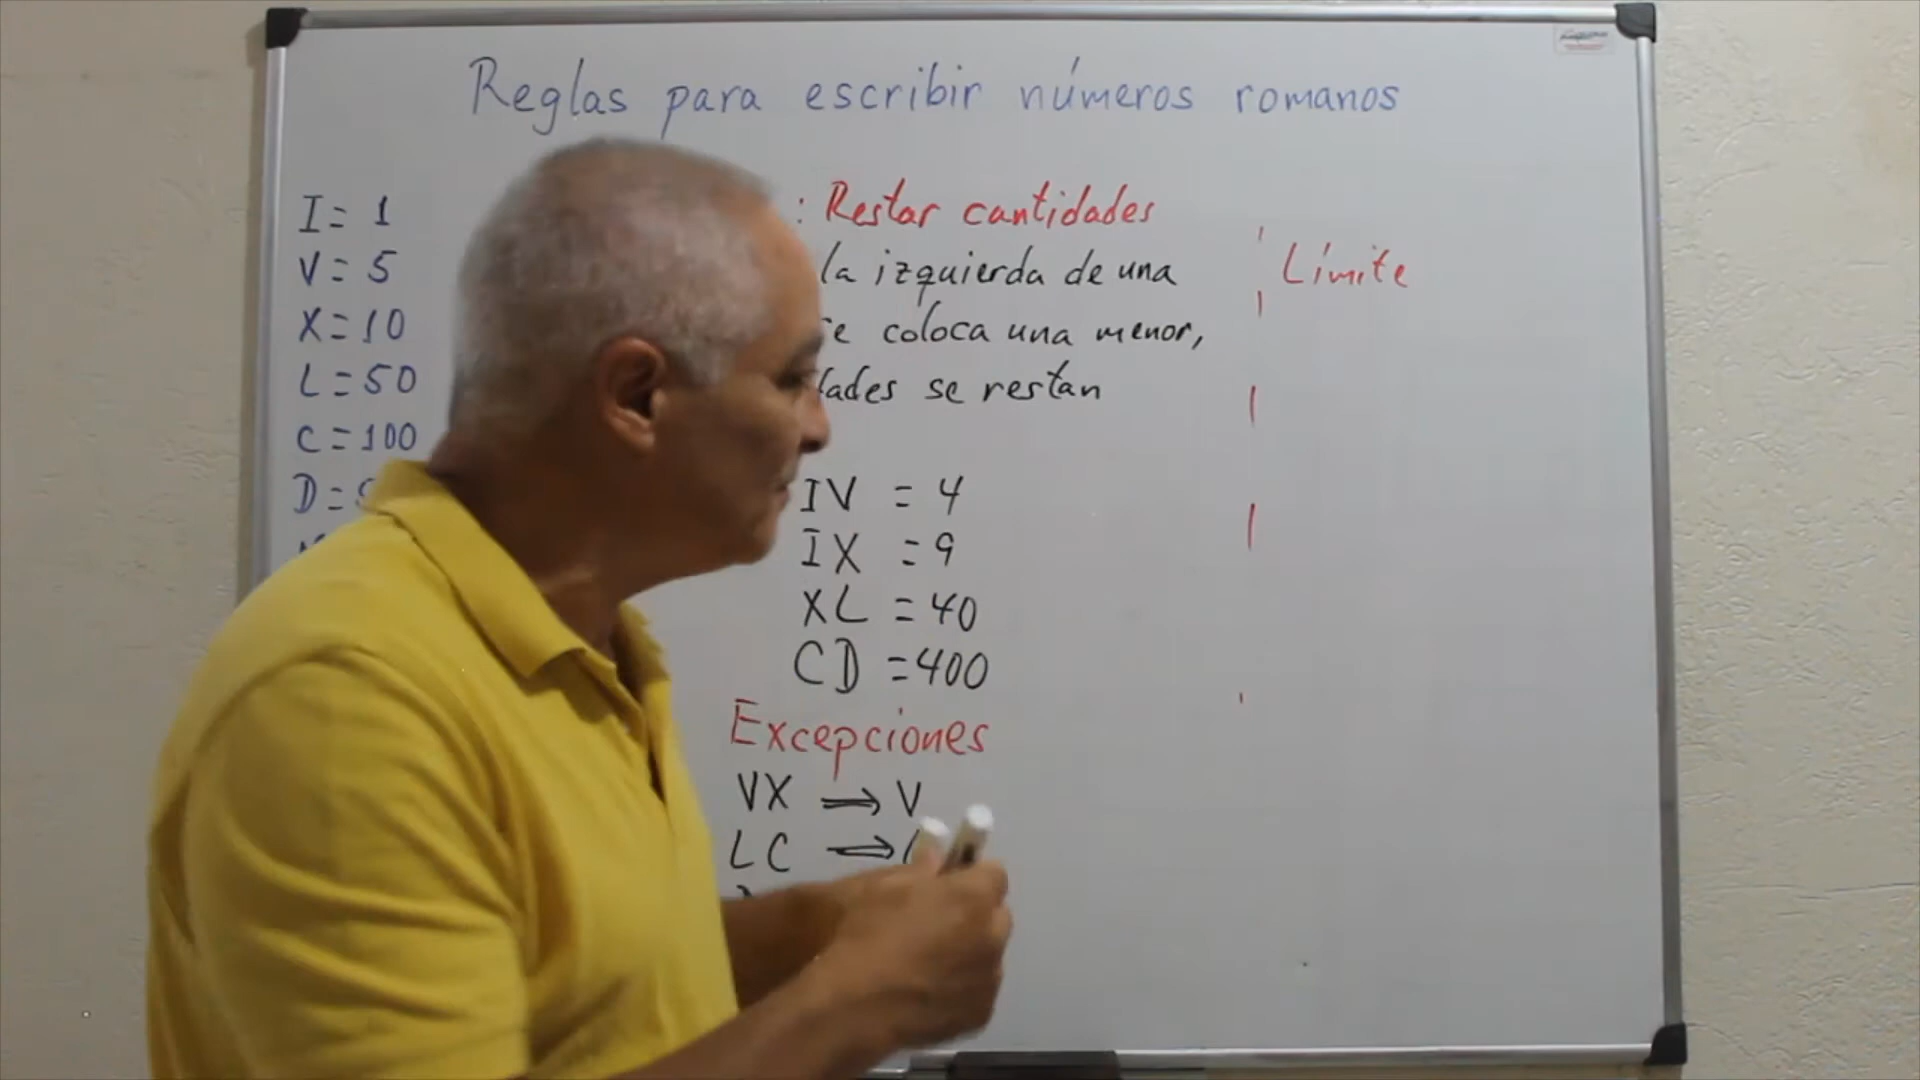 Reglas para escribir números romanos
I = 1
V = 5
X = 10
L = 50
C = 100
D =
: Restar cantidades
la izquierda de una
coloca una menor,
se restan
IV = 4
IX = 9
XL = 40
CD = 400
Excepciones
VX ⟹ V
LC ⟹
Límite